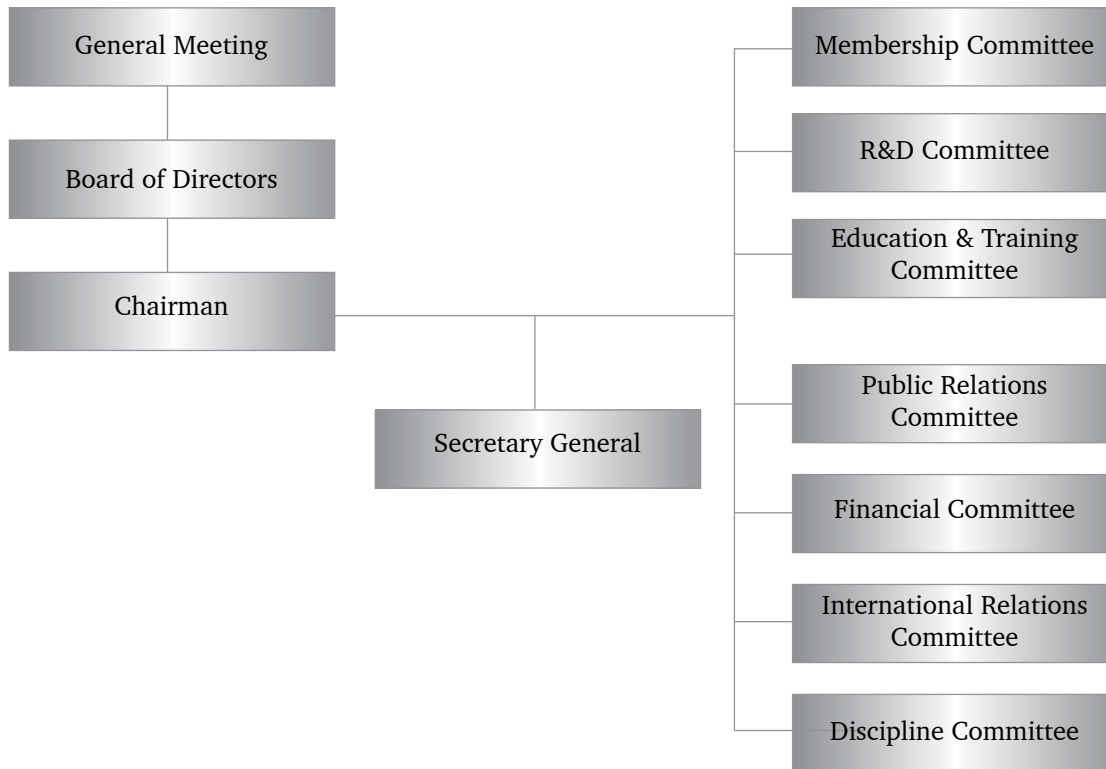 General Meeting
Board of Directors
Chairman
Secretary General
Membership Committee
R&D Committee
Education & Training
Committee
Public Relations
Committee
Financial Committee
International Relations
Committee
Discipline Committee